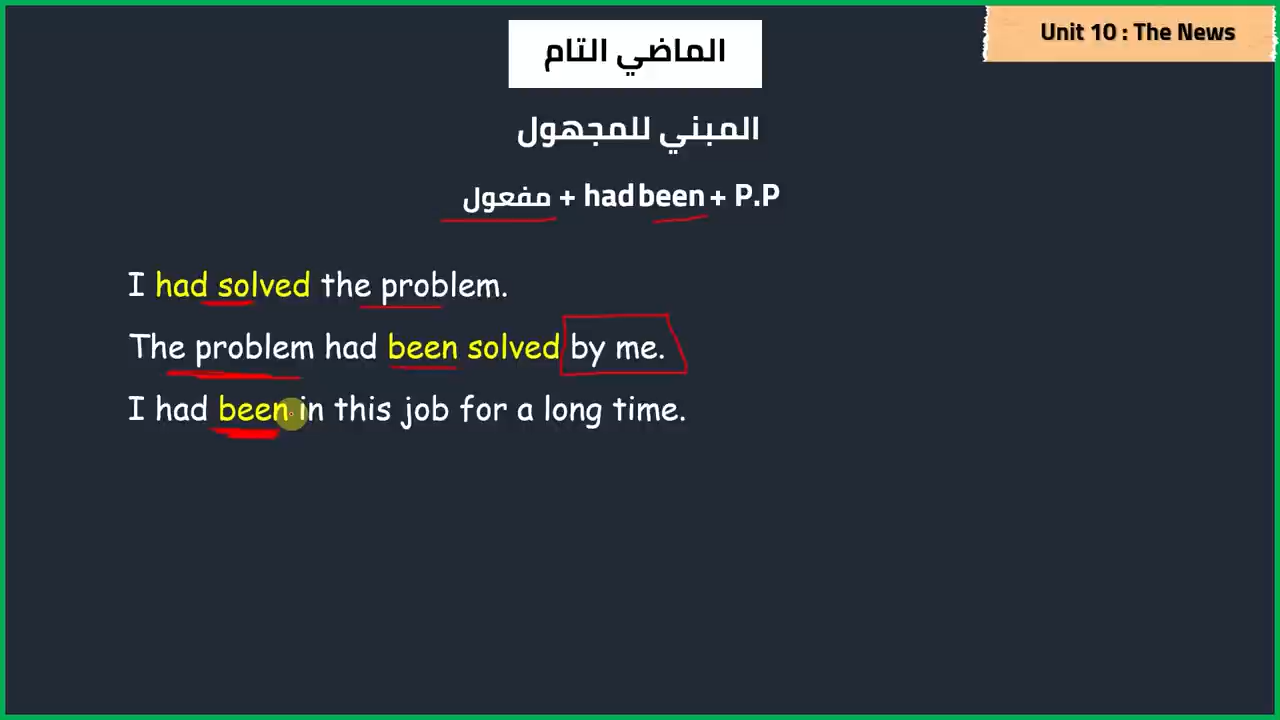 Unit 10 : The News
الماضي التام
المبني للمجهول
مفعول + had been + P.P
I had solved the problem.
The problem had been solved by me.
I had been in this job for a long time.